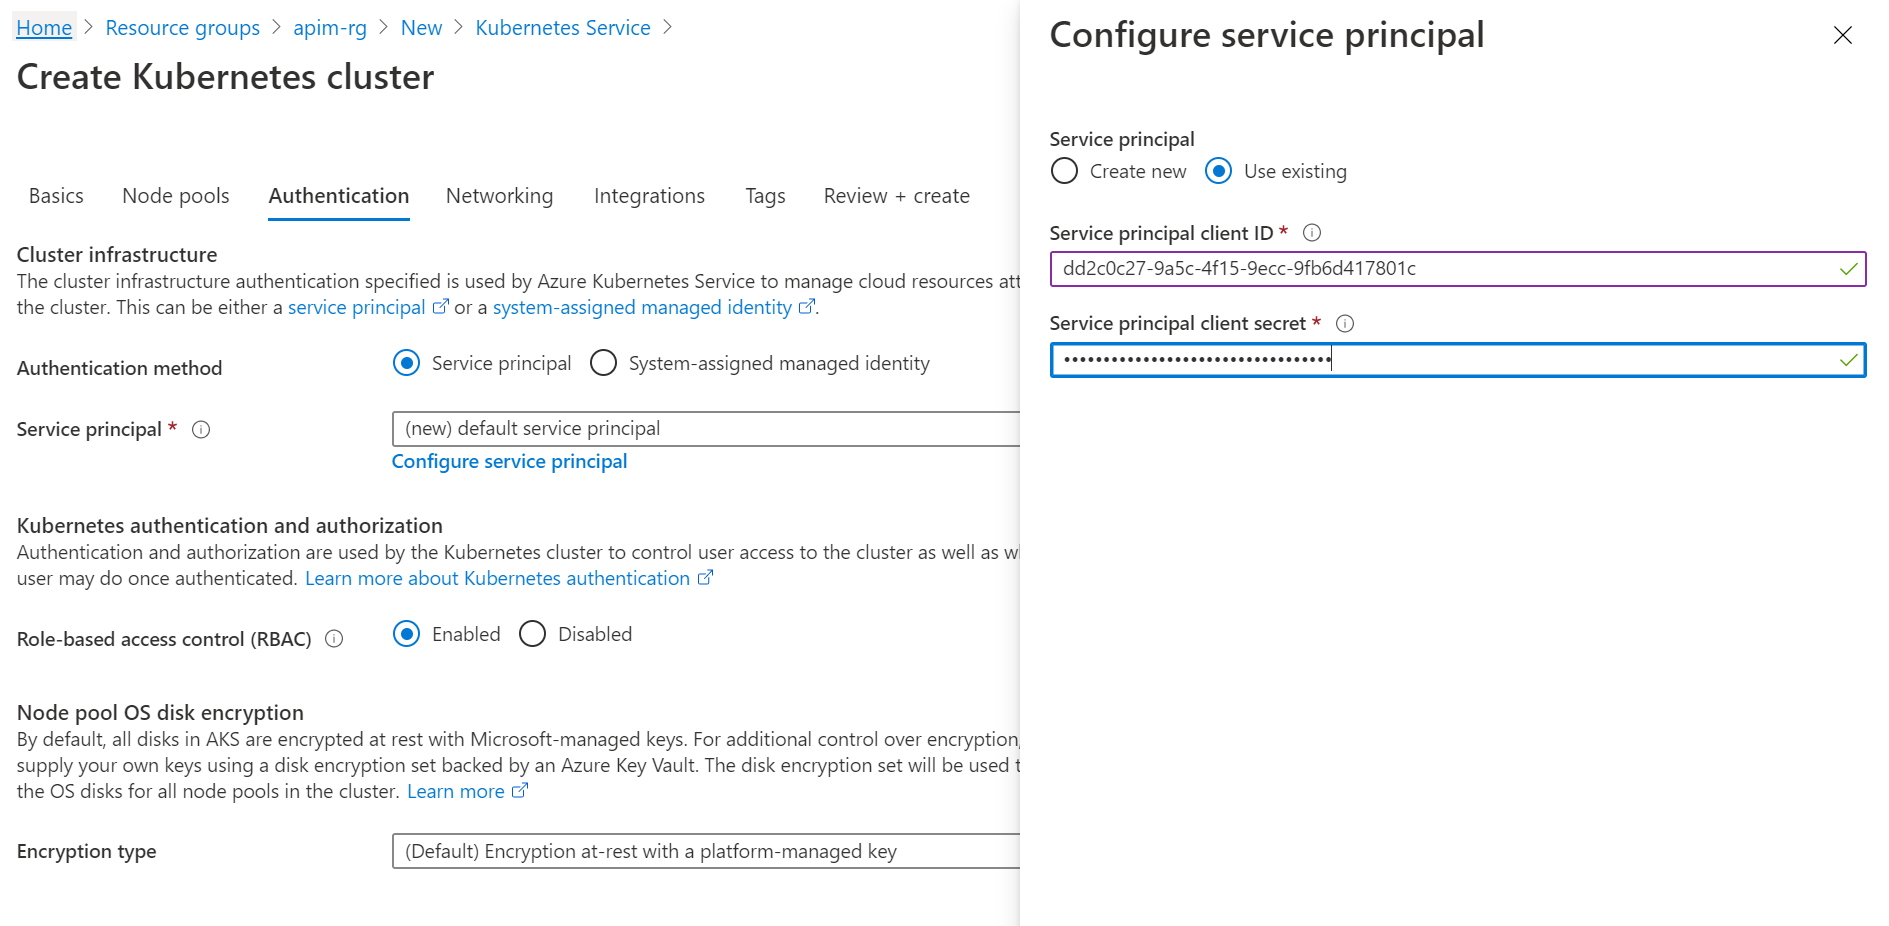 Home > Resource groups > apim-rg > New > Kubernetes Service >
Create Kubernetes cluster
Basics Node pools Authentication Networking Integrations Tags Review + create
Cluster infrastructure
The cluster infrastructure authentication specified is used by Azure Kubernetes Service to manage cloud resources att
the cluster. This can be either a service principal or a system-assigned managed identity.
Authentication method Service principal System-assigned managed identity
Service principal * (new) default service principal
Configure service principal
Kubernetes authentication and authorization
Authentication and authorization are used by the Kubernetes cluster to control user access to the cluster as well as w
user may do once authenticated. Learn more about Kubernetes authentication
Role-based access control (RBAC) Enabled Disabled
Node pool OS disk encryption
By default, all disks in AKS are encrypted at rest with Microsoft-managed keys. For additional control over encryption,
supply your own keys using a disk encryption set backed by an Azure Key Vault. The disk encryption set will be used t
the OS disks for all node pools in the cluster. Learn more
Encryption type (Default) Encryption at-rest with a platform-managed key
Configure service principal
Service principal
Create new Use existing
Service principal client ID *
dd2c0c27-9a5c-4f15-9ecc-9fb6d417801c
Service principal client secret *
••••••••••••••••••••••••••••••••••